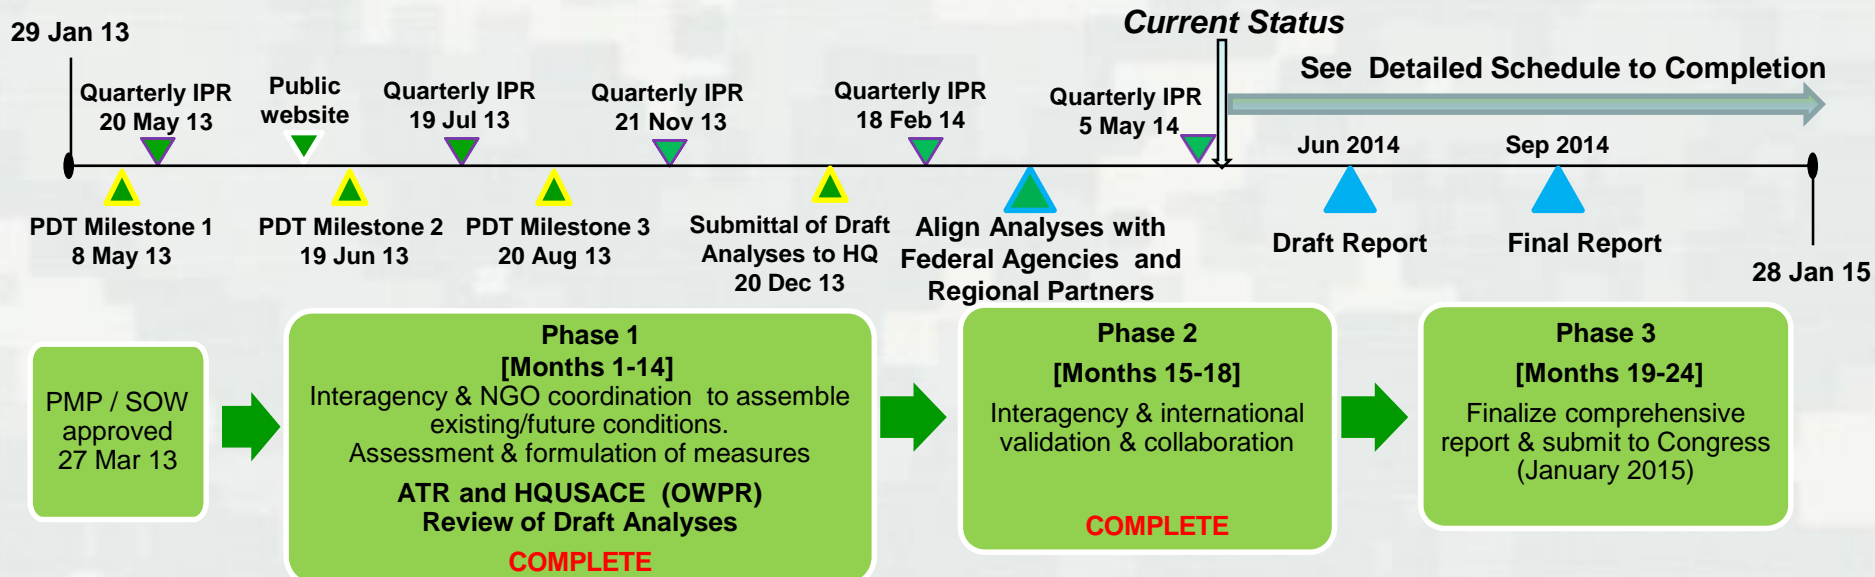 Current Status
29 Jan 13
See Detailed Schedule to Completion
Quarterly IPR
20 May 13
Public
website
Quarterly IPR
19 Jul 13
Quarterly IPR
21 Nov 13
Quarterly IPR
18 Feb 14
Quarterly IPR
5 May 14
Jun 2014
Sep 2014
PDT Milestone 1
8 May 13
PDT Milestone 2
19 Jun 13
PDT Milestone 3
20 Aug 13
Submittal of Draft
Analyses to HQ
20 Dec 13
Align Analyses with
Federal Agencies and
Regional Partners
Draft Report
Final Report
28 Jan 15
PMP / SOW
approved
27 Mar 13
Phase 1
[Months 1-14]
Interagency & NGO coordination to assemble
existing/future conditions.
Assessment & formulation of measures
ATR and HQUSACE (OWPR)
Review of Draft Analyses
COMPLETE
Phase 2
[Months 15-18]
Interagency & international
validation & collaboration
COMPLETE
Phase 3
[Months 19-24]
Finalize comprehensive
report & submit to Congress
(January 2015)